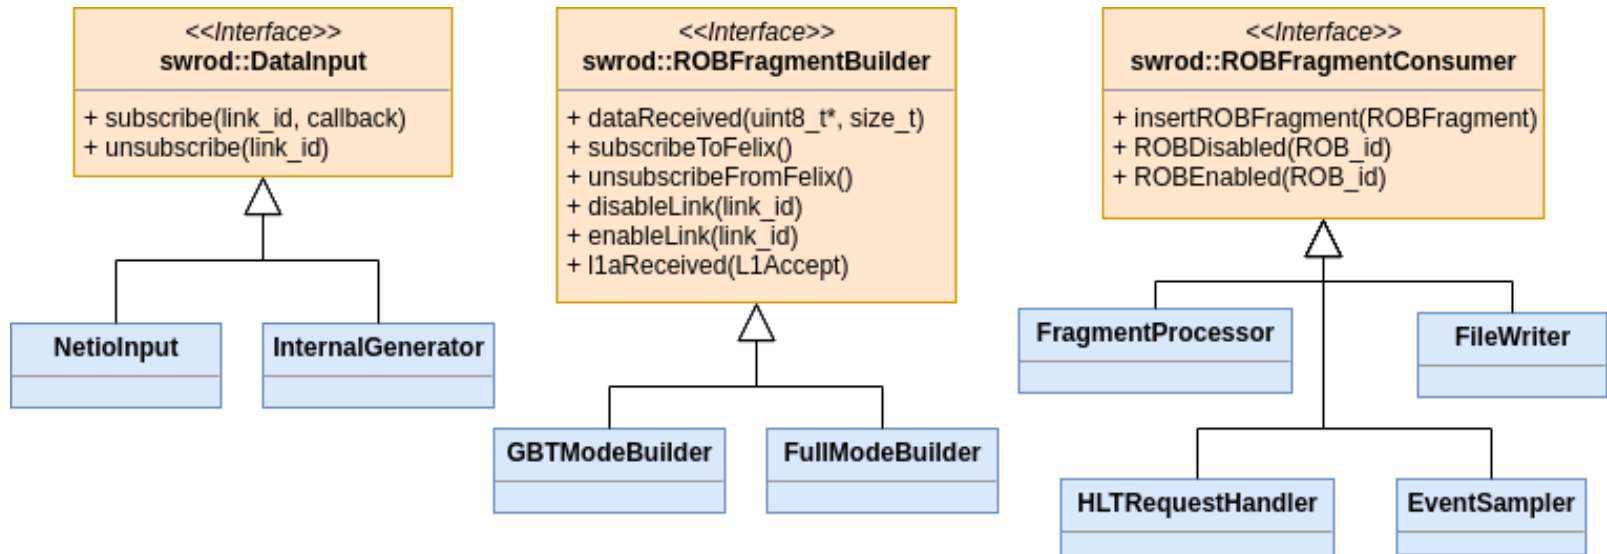 <<Interface>>
swrod::DataInput
+ subscribe(link_id, callback)
+ unsubscribe(link_id)
NetioInput
InternalGenerator
<<Interface>>
swrod::ROBFragmentBuilder
+ dataReceived(uint8_t*, size_t)
+ subscribeToFelix()
+ unsubscribeFromFelix()
+ disableLink(link_id)
+ enableLink(link_id)
+ l1aReceived(L1Accept)
GBTModeBuilder
FullModeBuilder
<<Interface>>
swrod::ROBFragmentConsumer
+ insertROBFragment(ROBFragment)
+ ROBDisabled(ROB_id)
+ ROBEnabled(ROB_id)
FragmentProcessor
FileWriter
HLTRequestHandler
EventSampler